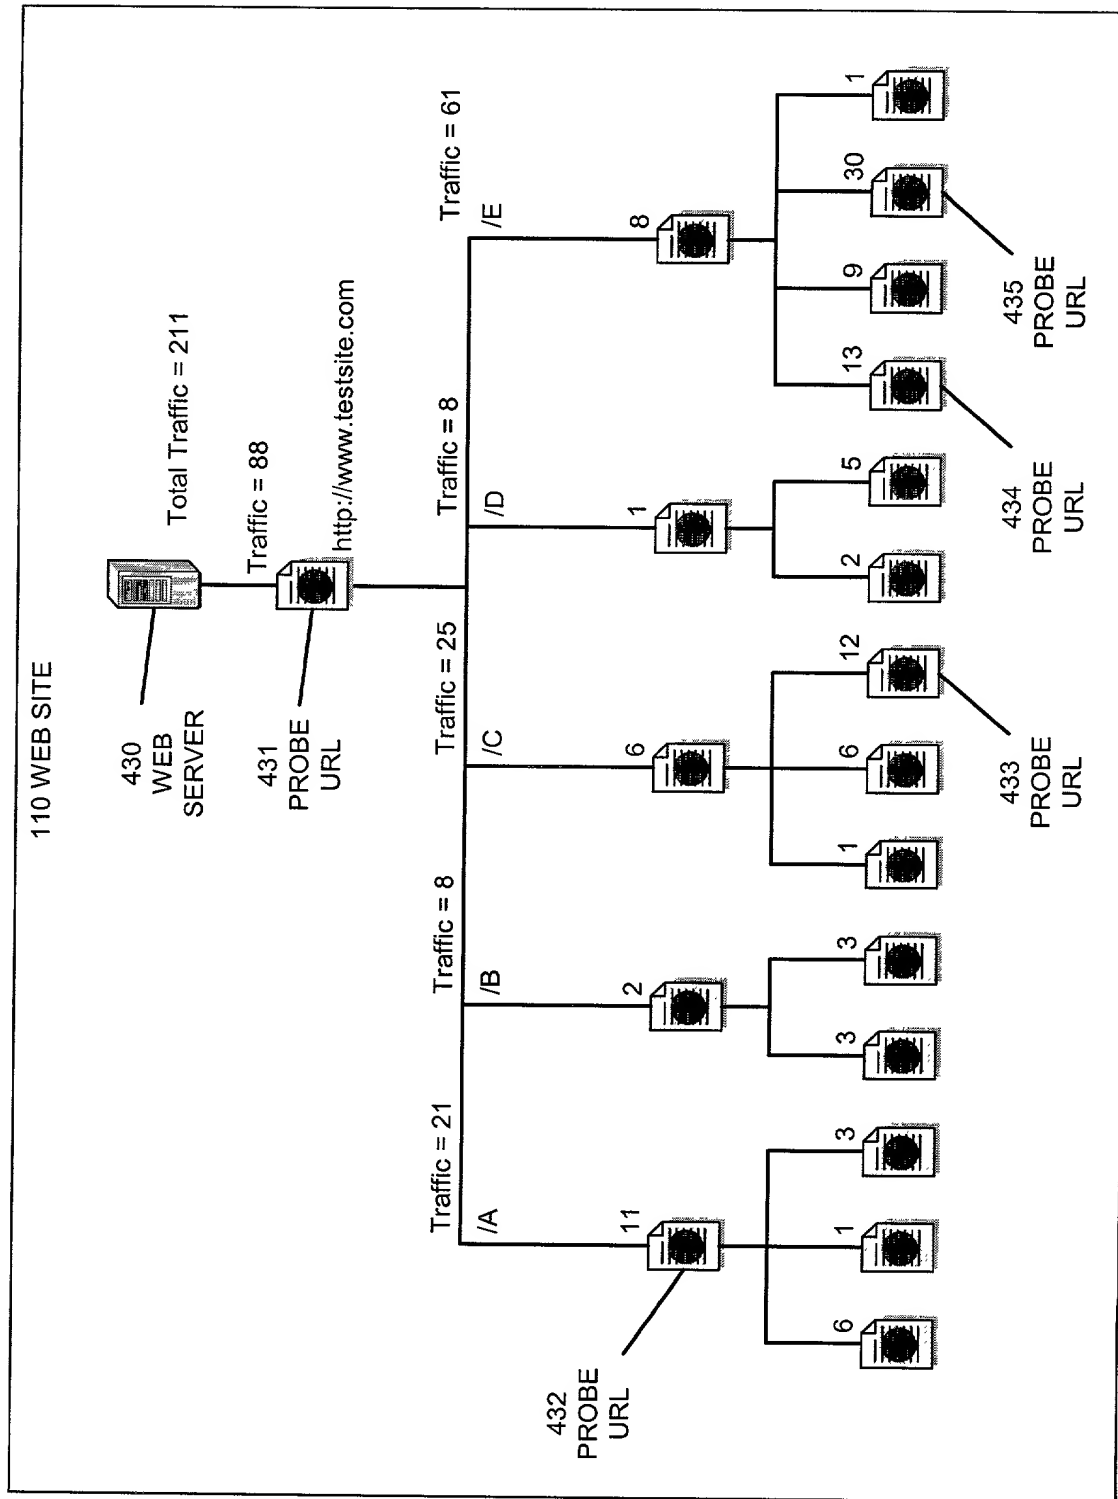 110 WEB SITE
430
WEB
SERVER
Total Traffic = 211
Traffic = 88
431
PROBE
URL
http://www.testsite.com
Traffic = 21
Traffic = 8
Traffic = 25
Traffic = 8
Traffic = 61
/A
/B
/C
/D
/E
11
2
6
1
8
432
PROBE
URL
6
1
3
3
3
1
6
12
2
5
13
9
30
1
433
PROBE
URL
434
PROBE
URL
435
PROBE
URL